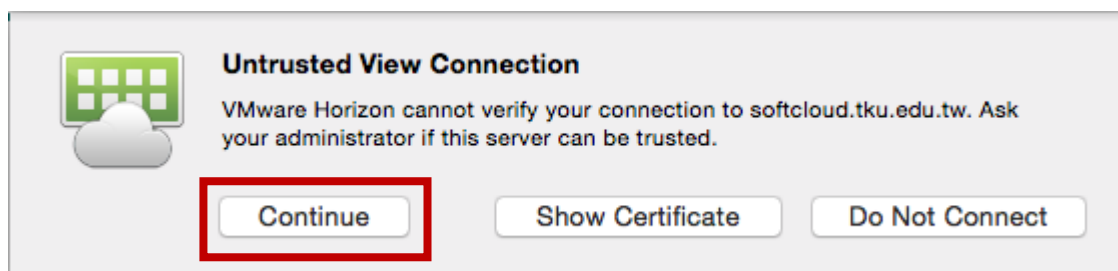 Untrusted View Connection
VMware Horizon cannot verify your connection to softcloud.tku.edu.tw. Ask
your administrator if this server can be trusted.
Continue
Show Certificate
Do Not Connect